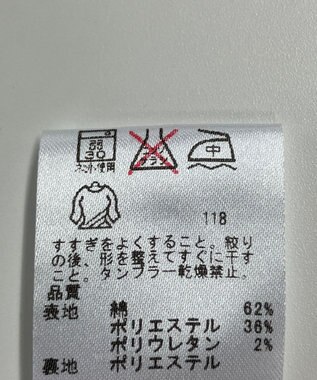 弱
30
ネット使用
エンソ
サラシ
中
118
すすぎをよくすること。絞り
の後、形を整えてすぐに干す
こと。タンブラー乾燥禁止。
品質
表地 綿 62%
ポリエステル 36%
ポリウレタン 2%
裏地 ポリエステル